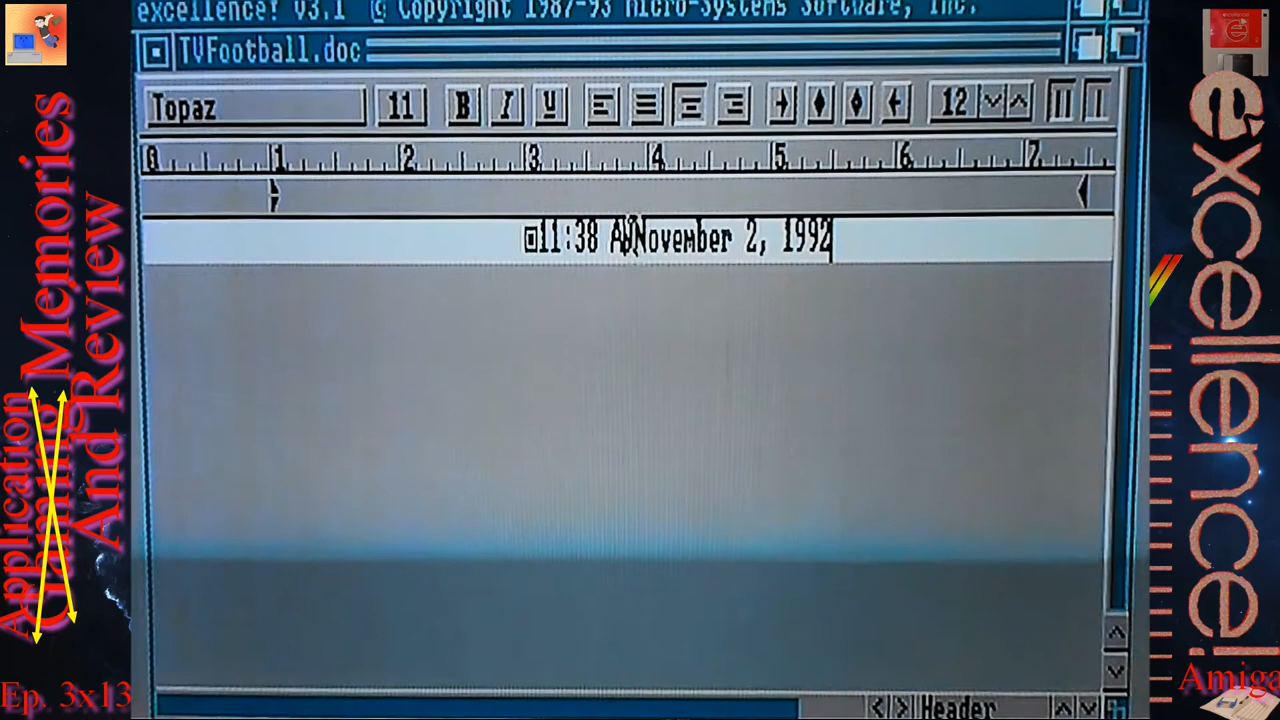 excellence! v3.1 © Copyright 1987-93 Micro-Systems Software, Inc.
TVFootball.doc
Topaz 11 B I U 12
0 1 2 3 4 5 6 7
11:38 November 2, 1992
Header
Application
Gaming Memories
And Review
Ep. 3x13
excellence!
Amiga